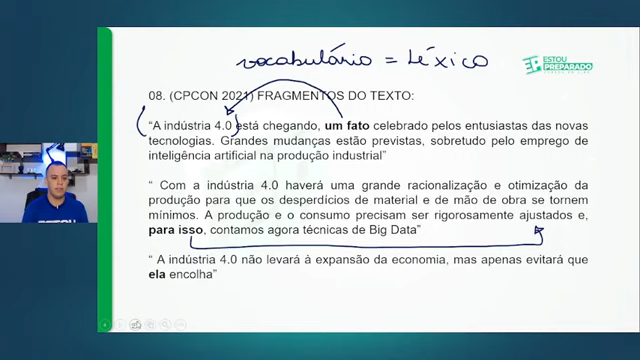 vocabulário = Léxico
ESTOU
PREPARADO
08. (CPCON 2021) FRAGMENTOS DO TEXTO:
“A indústria 4.0 está chegando, um fato celebrado pelos entusiastas das novas
tecnologias. Grandes mudanças estão previstas, sobretudo pelo emprego de
inteligência artificial na produção industrial”
“ Com a indústria 4.0 haverá uma grande racionalização e otimização da
produção para que os desperdícios de material e de mão de obra se tornem
mínimos. A produção e o consumo precisam ser rigorosamente ajustados e,
para isso, contamos agora técnicas de Big Data”
“ A indústria 4.0 não levará à expansão da economia, mas apenas evitará que
ela encolha”